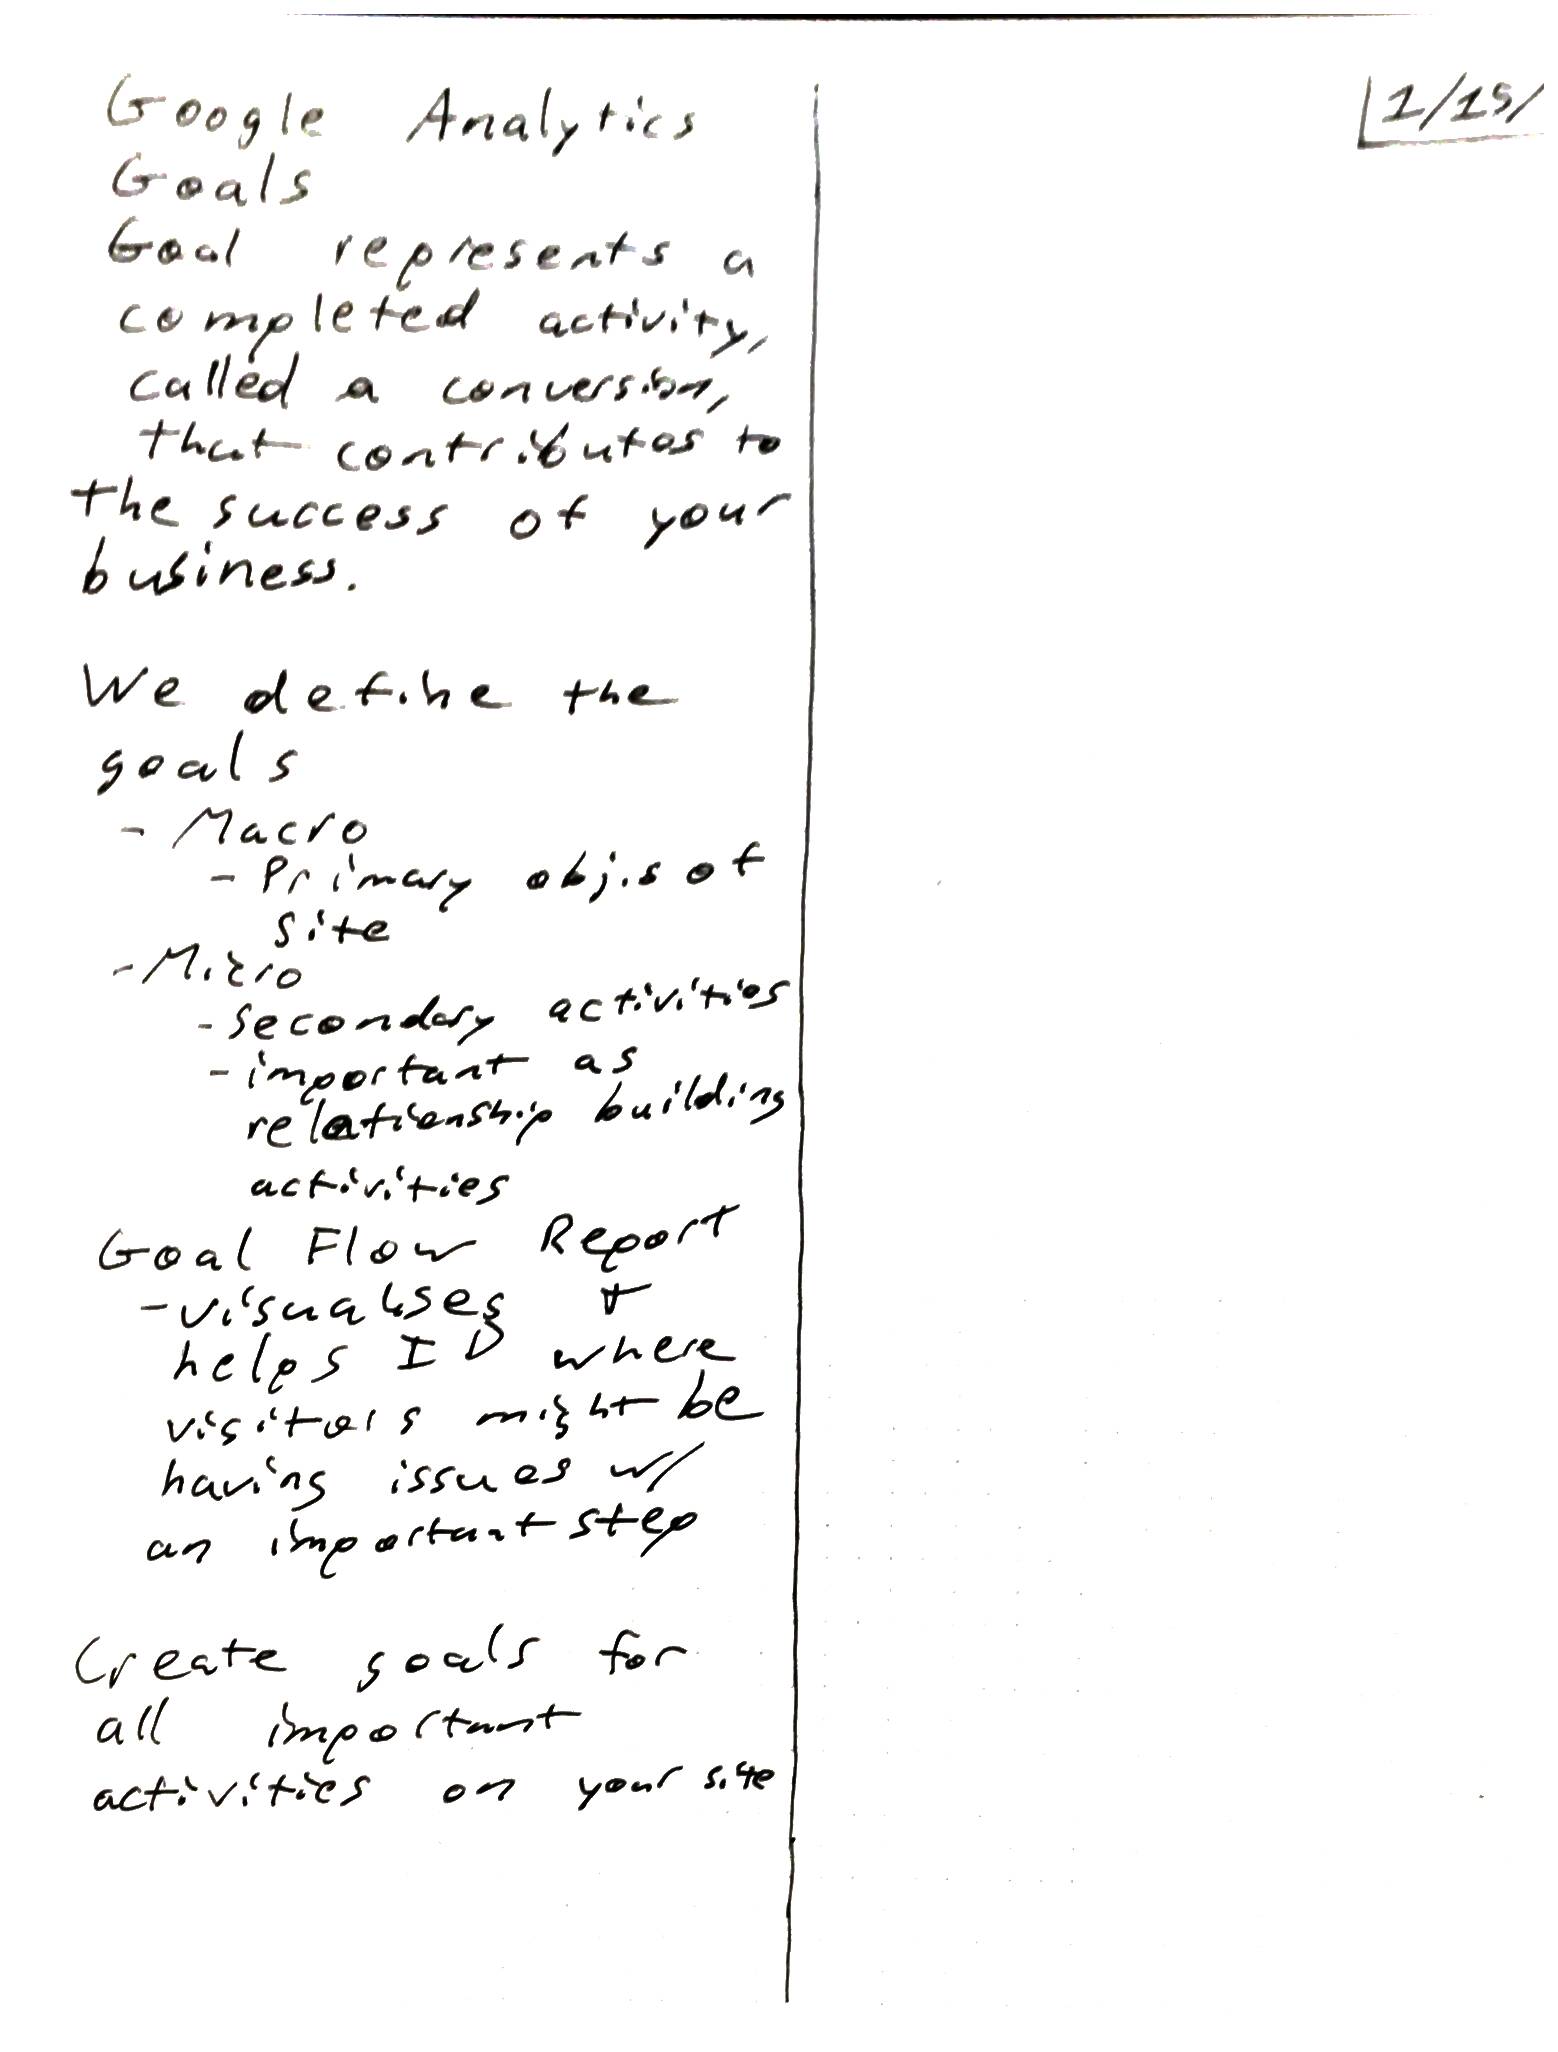 Google Analytics
1/15/
Goals
Goal represents a
completed activity,
called a conversion,
that contributes to
the success of your
business.
We define the
goals
- Macro
- Primary obj.s of
site
- Micro
- secondary activities
- important as
relationship building
activities
Goal Flow Report
- visualises +
helps ID where
visitors might be
having issues w/
an important step
Create goals for
all important
activities on your site